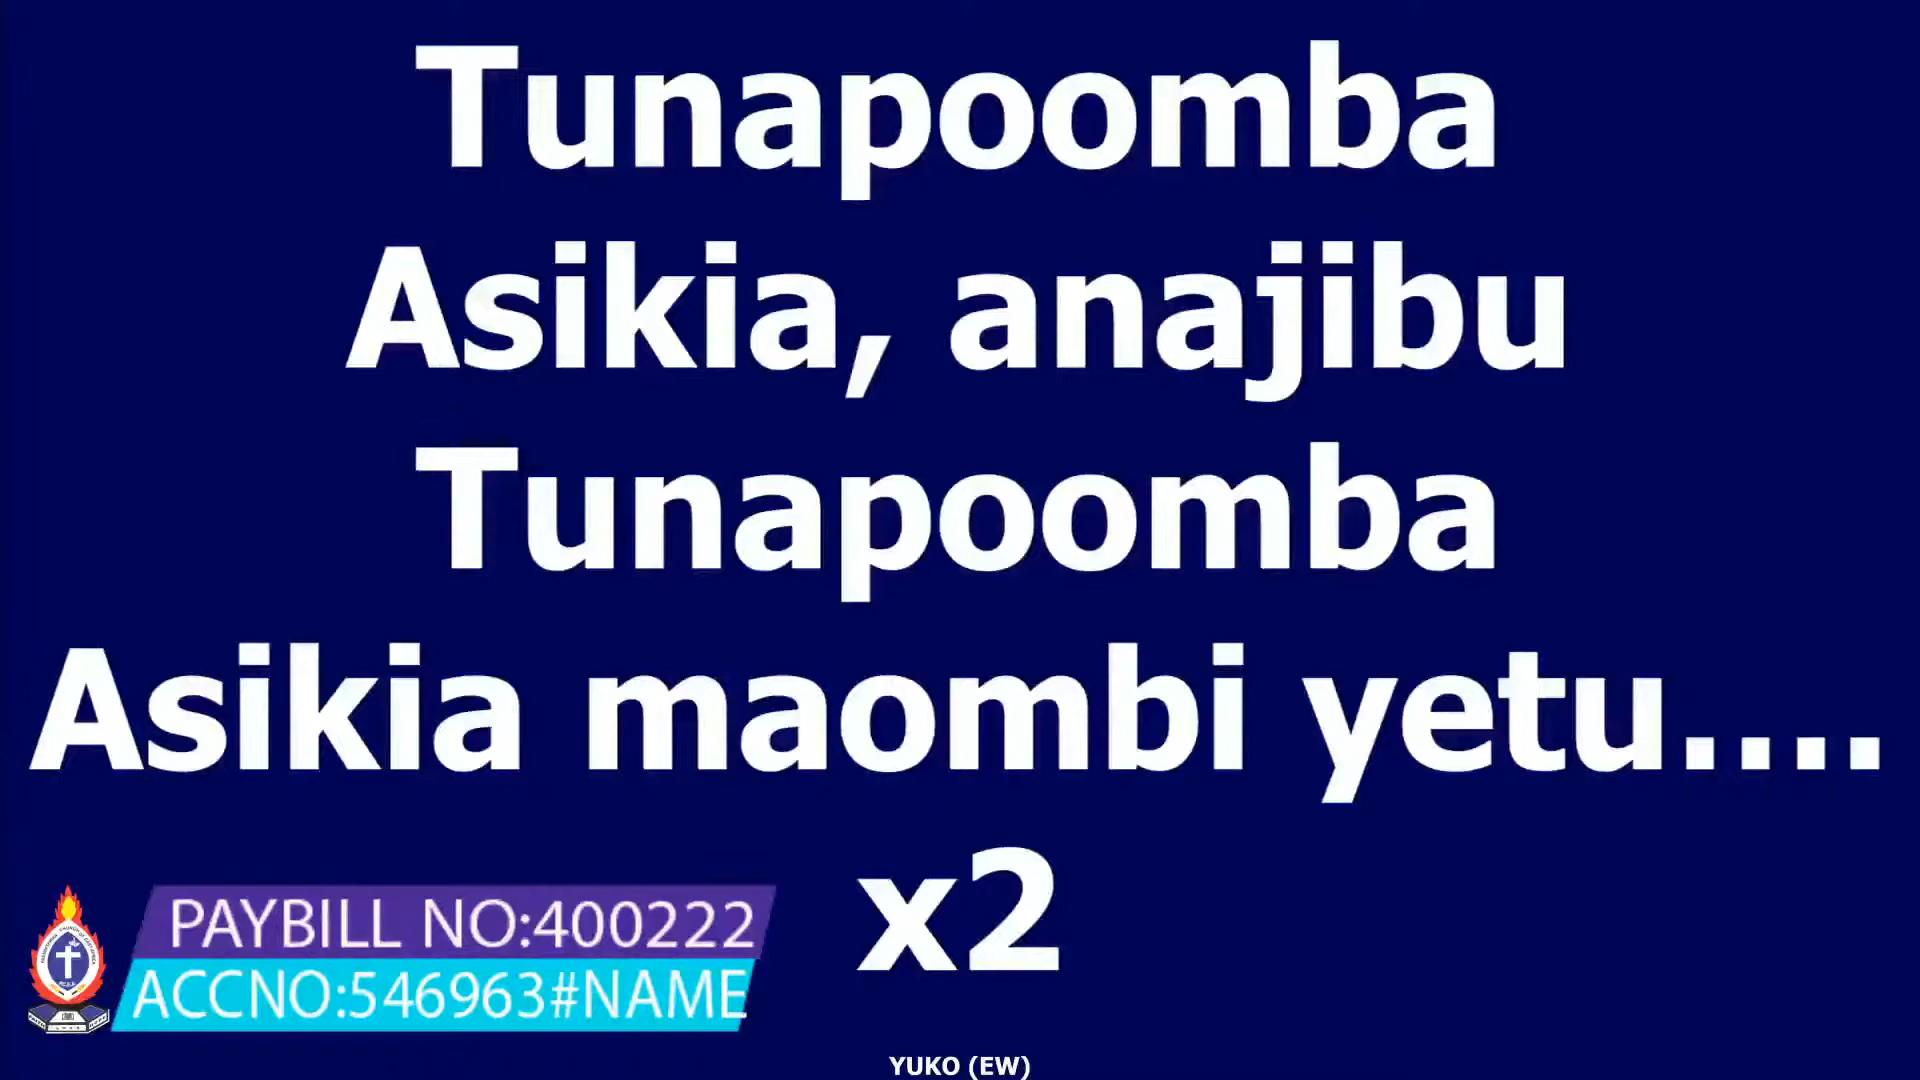 Tunapoomba
Asikia, anajibu
Tunapoomba
Asikia maombi yetu....
x2
PAYBILL NO:400222
ACCNO:546963#NAME
YUKO (EW)